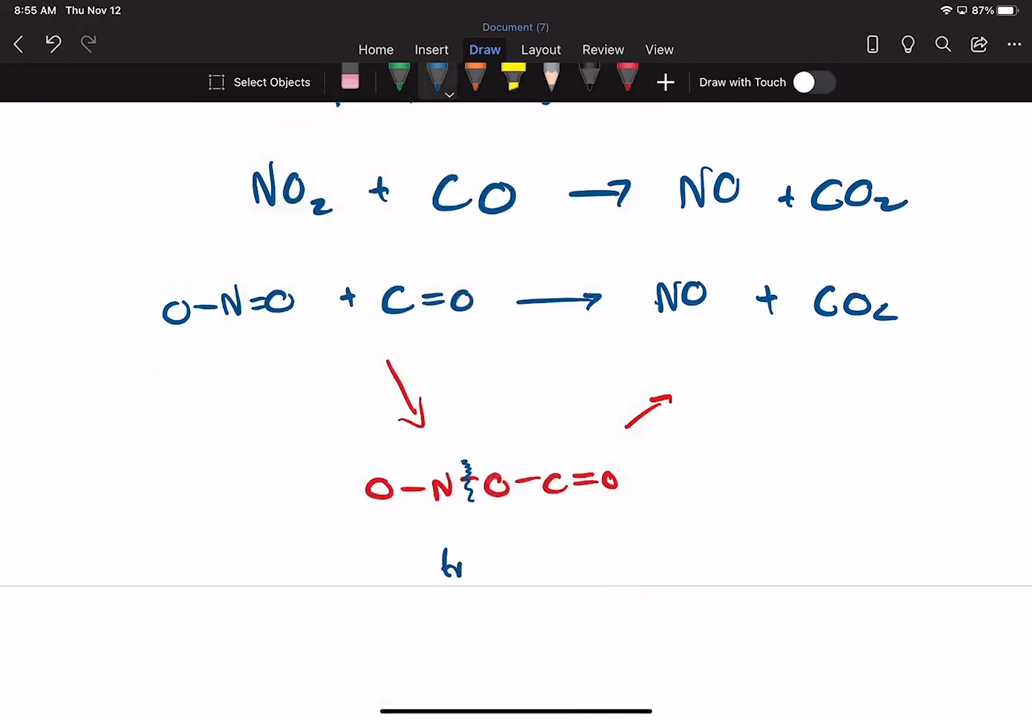 8:55 AM Thu Nov 12
87%
Document (7)
Home Insert Draw Layout Review View
Select Objects
Draw with Touch
NO₂ + CO → NO + CO₂
O-N=O + C=O → NO + CO₂
O-N-O-C=O
tr